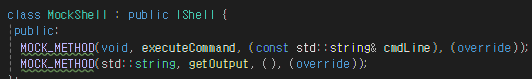 class MockShell : public IShell {
public:
MOCK_METHOD(void, executeCommand, (const std::string& cmdLine), (override));
MOCK_METHOD(std::string, getOutput, (), (override));